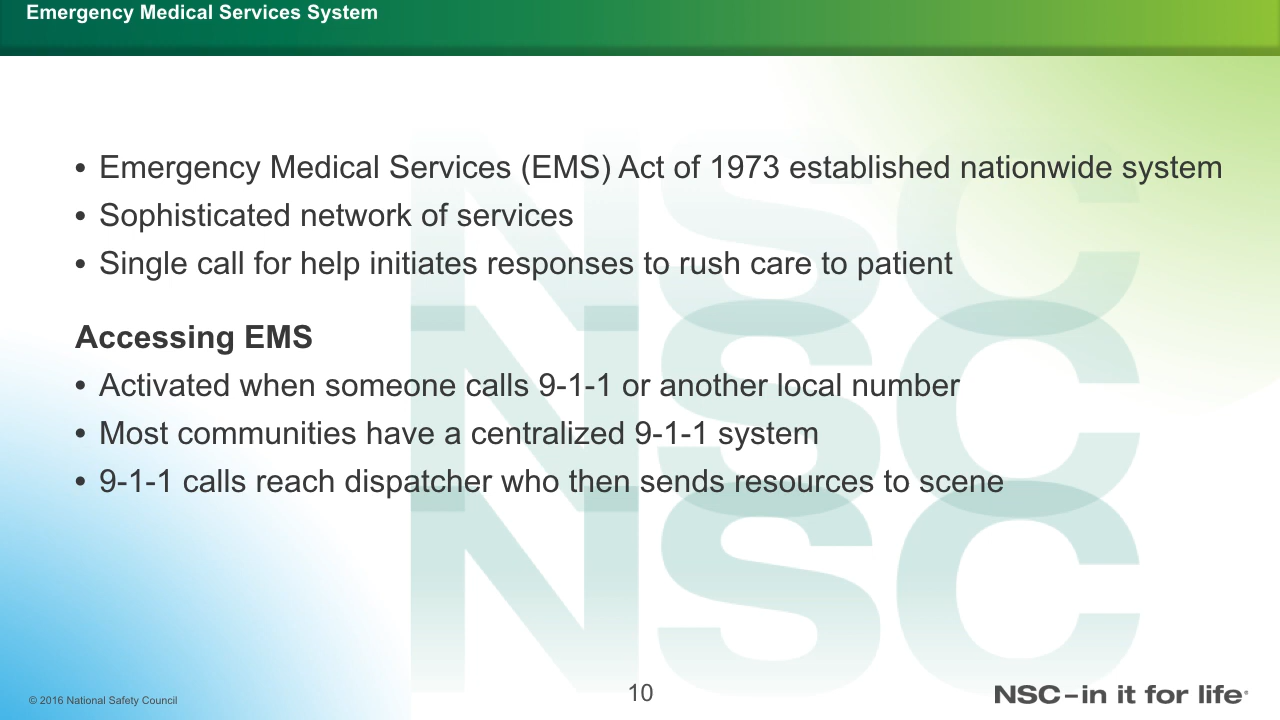 Emergency Medical Services System
• Emergency Medical Services (EMS) Act of 1973 established nationwide system
• Sophisticated network of services
• Single call for help initiates responses to rush care to patient
Accessing EMS
• Activated when someone calls 9-1-1 or another local number
• Most communities have a centralized 9-1-1 system
• 9-1-1 calls reach dispatcher who then sends resources to scene
NSC
NSC
NSC
© 2016 National Safety Council
10
NSC–in it for life®